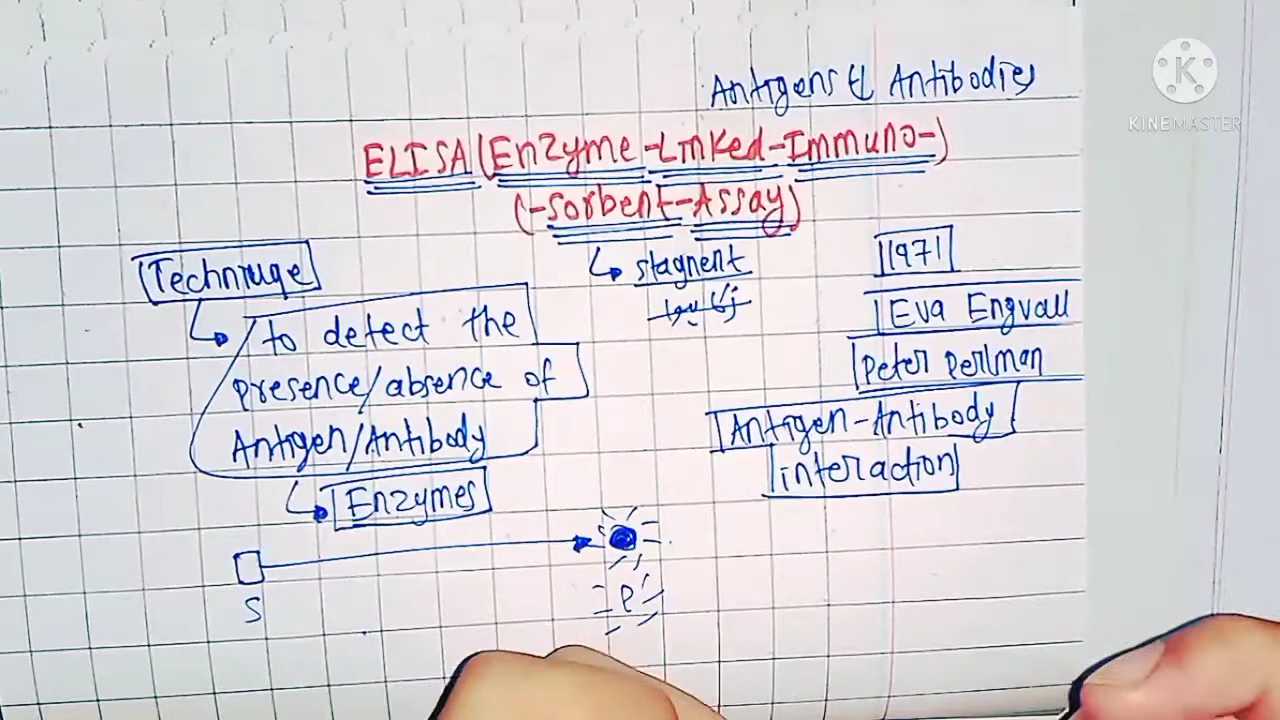 Antigens & Antibodies
KINEMASTER
ELISA (Enzyme-Linked-Immuno-)
(-Sorbent-Assay)
Technique
stagnent
1971
to detect the
Eva Engvall
presence/absence of
Peter perlman
Antigen/Antibody
Antigen-Antibody
interaction
Enzymes
S
P